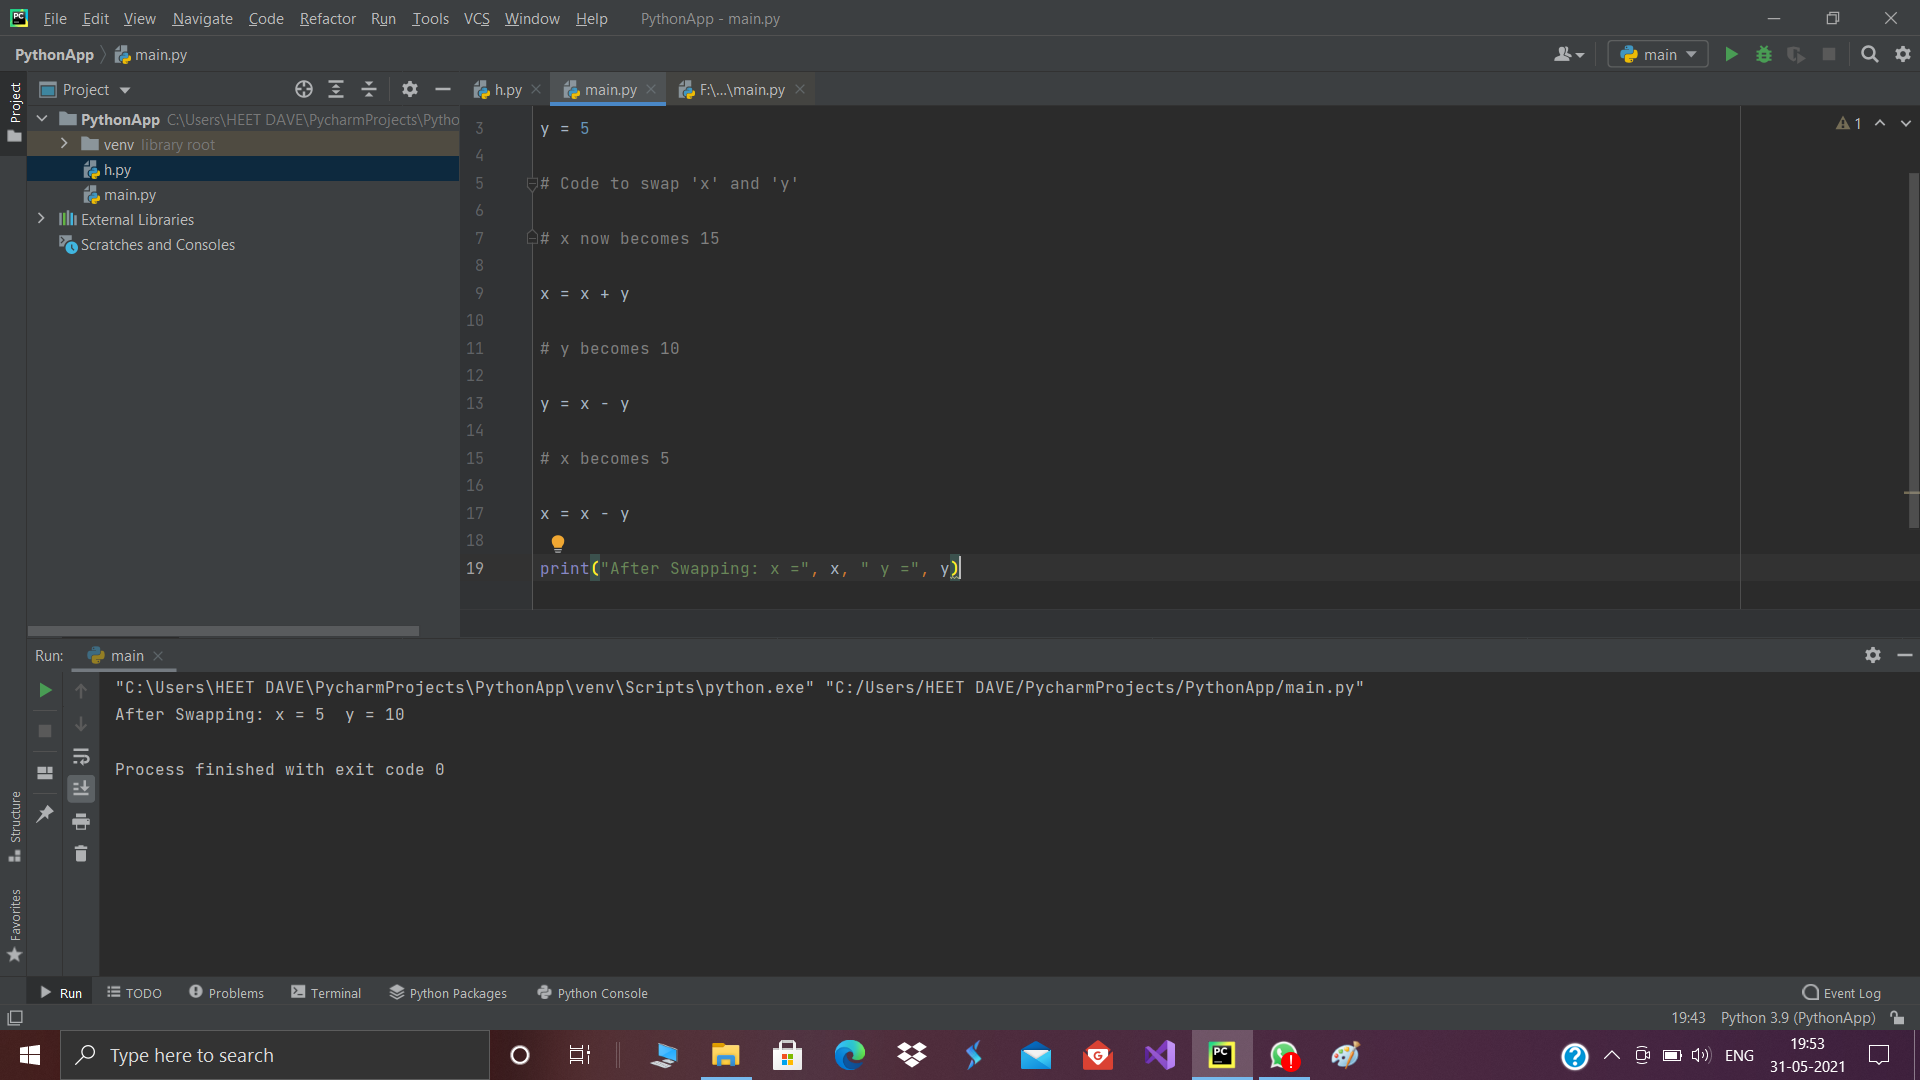 File Edit View Navigate Code Refactor Run Tools VCS Window Help PythonApp - main.py
PythonApp main.py
main
Project
Project
h.py
main.py
F:\...\main.py
PythonApp C:\Users\HEET DAVE\PycharmProjects\Pytho
venv library root
h.py
main.py
External Libraries
Scratches and Consoles
1
3 y = 5
4
5 # Code to swap 'x' and 'y'
6
7 # x now becomes 15
8
9 x = x + y
10
11 # y becomes 10
12
13 y = x - y
14
15 # x becomes 5
16
17 x = x - y
18
19 print("After Swapping: x =", x, " y =", y)
Run: main
"C:\Users\HEET DAVE\PycharmProjects\PythonApp\venv\Scripts\python.exe" "C:/Users/HEET DAVE/PycharmProjects/PythonApp/main.py"
After Swapping: x = 5  y = 10
Process finished with exit code 0
Structure
Favorites
Run TODO Problems Terminal Python Packages Python Console Event Log
19:43 Python 3.9 (PythonApp)
Type here to search
PC
ENG
19:53
31-05-2021